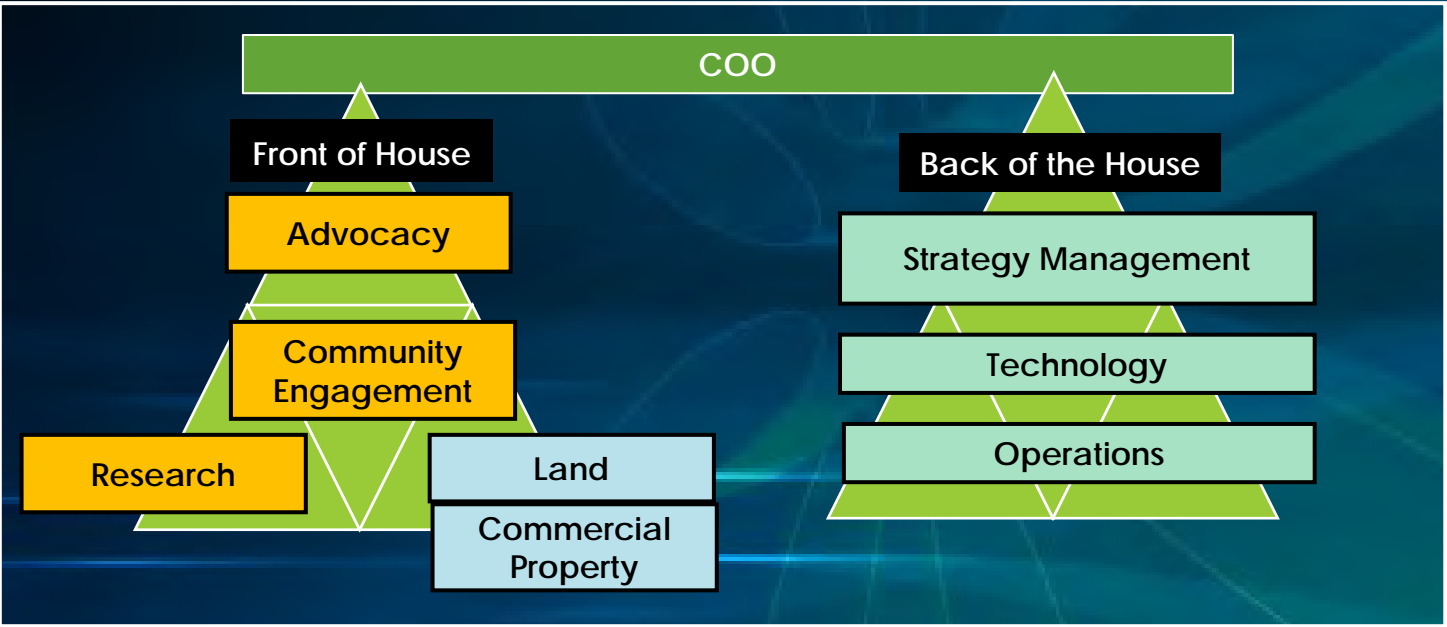 COO
Front of House
Advocacy
Community
Engagement
Research
Land
Commercial
Property
Back of the House
Strategy Management
Technology
Operations